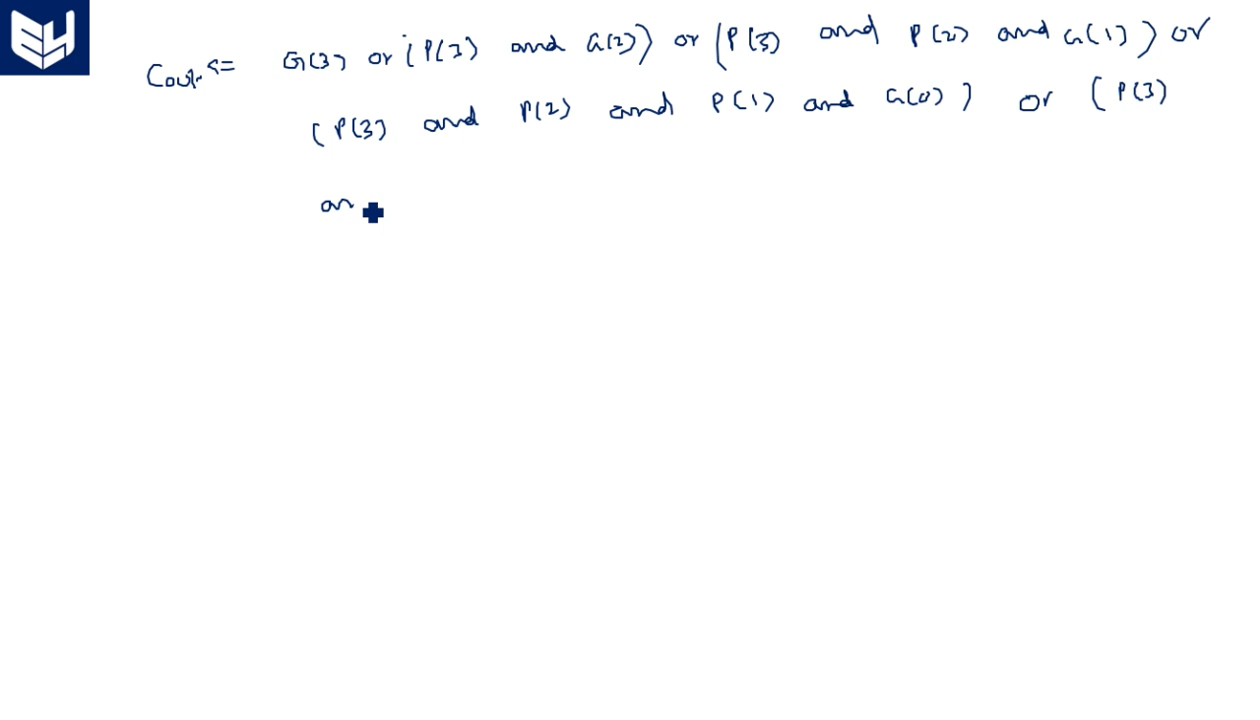 Cout <= G(3) or (P(3) and G(2)) or (P(3) and P(2) and G(1)) or
(P(3) and P(2) and P(1) and G(0)) or (P(3)
an